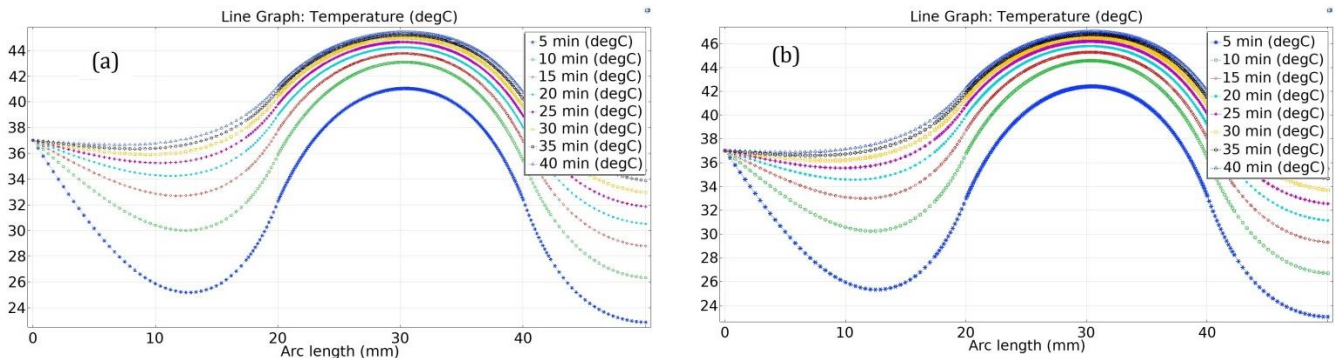 Line Graph: Temperature (degC)
(a)
44
42
40
38
36
34
32
30
28
26
24
0
10
20
30
40
Arc length (mm)
5 min (degC)
10 min (degC)
15 min (degC)
20 min (degC)
25 min (degC)
30 min (degC)
35 min (degC)
40 min (degC)
Line Graph: Temperature (degC)
(b)
46
44
42
40
38
36
34
32
30
28
26
24
0
10
20
30
40
Arc length (mm)
5 min (degC)
10 min (degC)
15 min (degC)
20 min (degC)
25 min (degC)
30 min (degC)
35 min (degC)
40 min (degC)